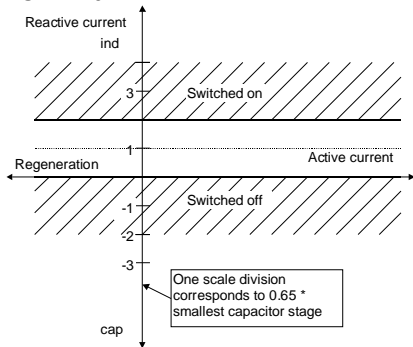 Reactive current
ind
3
Switched on
1
Regeneration
Active current
-1
Switched off
-2
-3
One scale division
corresponds to 0.65 *
smallest capacitor stage
cap